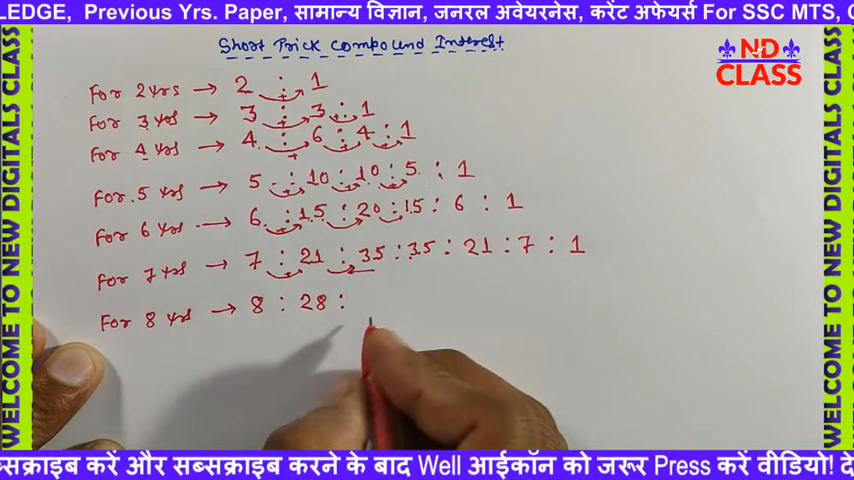 LEDGE, Previous Yrs. Paper, सामान्य विज्ञान, जनरल अवेयरनेस, करेंट अफेयर्स For SSC MTS, C
Short Trick Compound Interest
ND
CLASS
For 2 yrs → 2 : 1
For 3 yrs → 3 : 3 : 1
For 4 yrs → 4 : 6 : 4 : 1
For 5 yrs → 5 : 10 : 10 : 5 : 1
For 6 yrs → 6 : 15 : 20 : 15 : 6 : 1
For 7 yrs → 7 : 21 : 35 : 35 : 21 : 7 : 1
For 8 yrs → 8 : 28 :
WELCOME TO NEW DIGITALS CLASS
WELCOME TO NEW DIGITALS CLASS
सक्राइब करें और सब्सक्राइब करने के बाद Well आईकॉन को जरूर Press करें वीडियो! दे